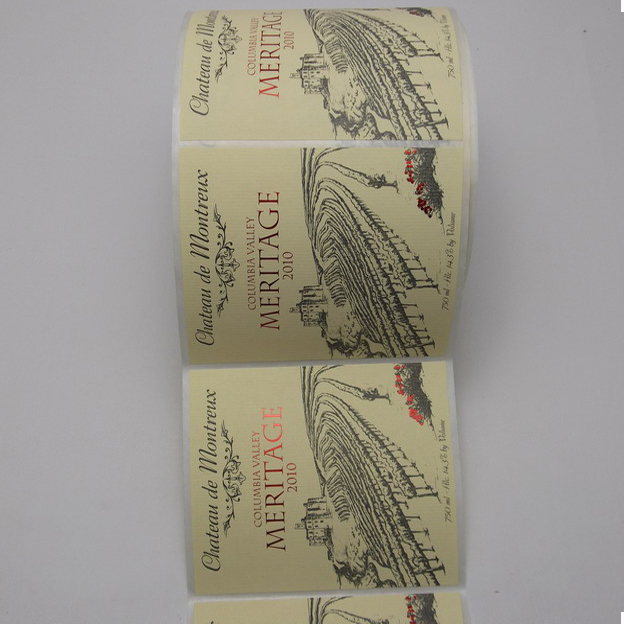 Chateau de Montreux
COLUMBIA VALLEY
MERITAGE
2010
Chateau de Montreux
COLUMBIA VALLEY
MERITAGE
2010
750 ml - Alc. 14.3% by Volume
Chateau de Montreux
COLUMBIA VALLEY
MERITAGE
2010
750 ml - Alc. 14.3% by Volume